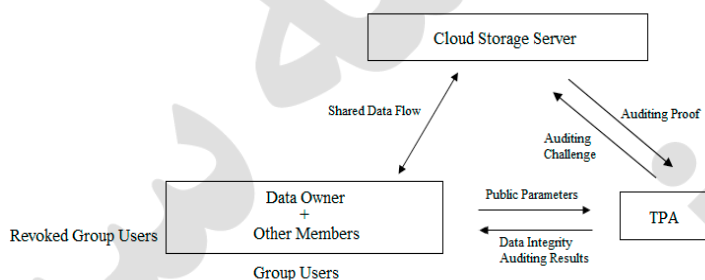 Cloud Storage Server
Shared Data Flow
Auditing Proof
Auditing
Challenge
Data Owner
+
Other Members
Public Parameters
TPA
Revoked Group Users
Data Integrity
Auditing Results
Group Users